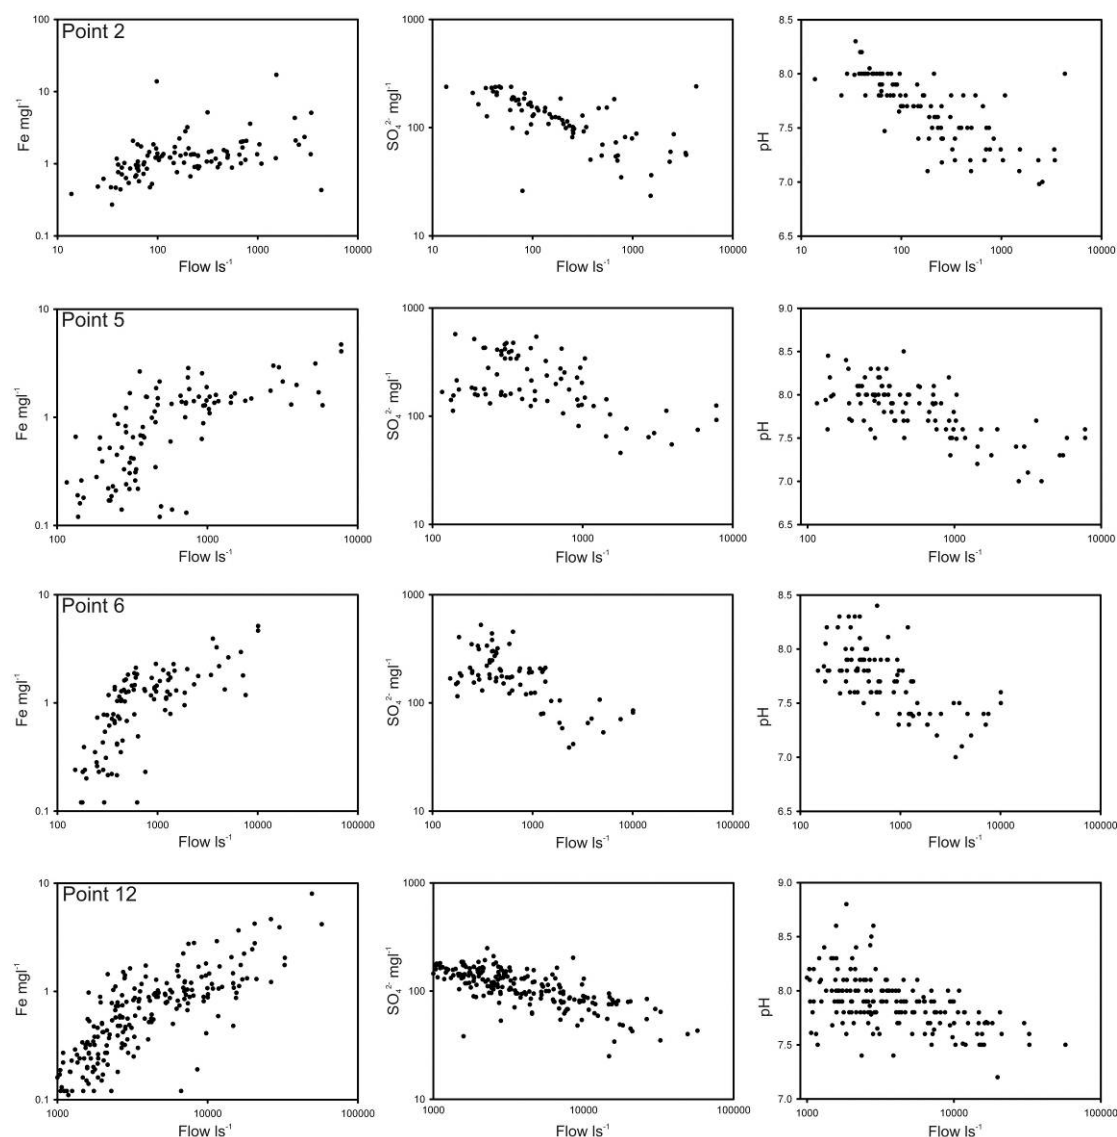 Point 2
100
10
1
0.1
Fe mgl⁻¹
10 100 1000 10000
Flow ls⁻¹
1000
100
10
SO₄²⁻ mgl⁻¹
10 100 1000 10000
Flow ls⁻¹
8.5
8.0
7.5
7.0
6.5
pH
10 100 1000 10000
Flow ls⁻¹
Point 5
10
1
0.1
Fe mgl⁻¹
100 1000 10000
Flow ls⁻¹
1000
100
10
SO₄²⁻ mgl⁻¹
100 1000 10000
Flow ls⁻¹
9.0
8.5
8.0
7.5
7.0
6.5
pH
100 1000 10000
Flow ls⁻¹
Point 6
10
1
0.1
Fe mgl⁻¹
100 1000 10000 100000
Flow ls⁻¹
1000
100
10
SO₄²⁻ mgl⁻¹
100 1000 10000 100000
Flow ls⁻¹
8.5
8.0
7.5
7.0
6.5
pH
100 1000 10000 100000
Flow ls⁻¹
Point 12
10
1
0.1
Fe mgl⁻¹
1000 10000 100000
Flow ls⁻¹
1000
100
10
SO₄²⁻ mgl⁻¹
1000 10000 100000
Flow ls⁻¹
9.0
8.5
8.0
7.5
7.0
pH
1000 10000 100000
Flow ls⁻¹